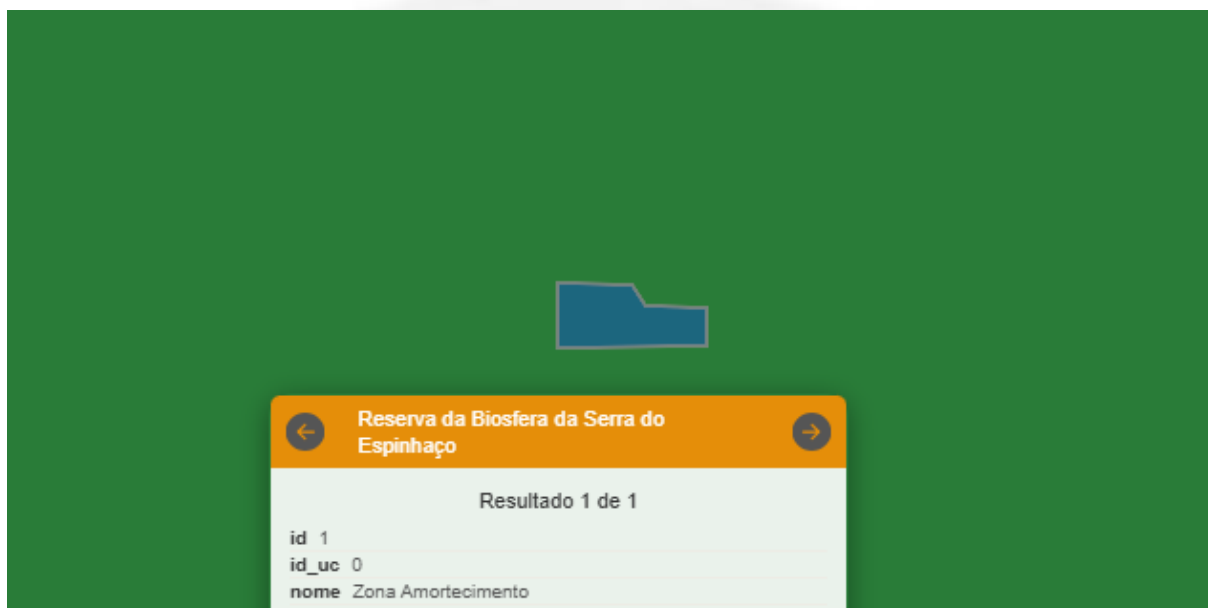 Reserva da Biosfera da Serra do
Espinhaço
Resultado 1 de 1
id 1
id_uc 0
nome Zona Amortecimento